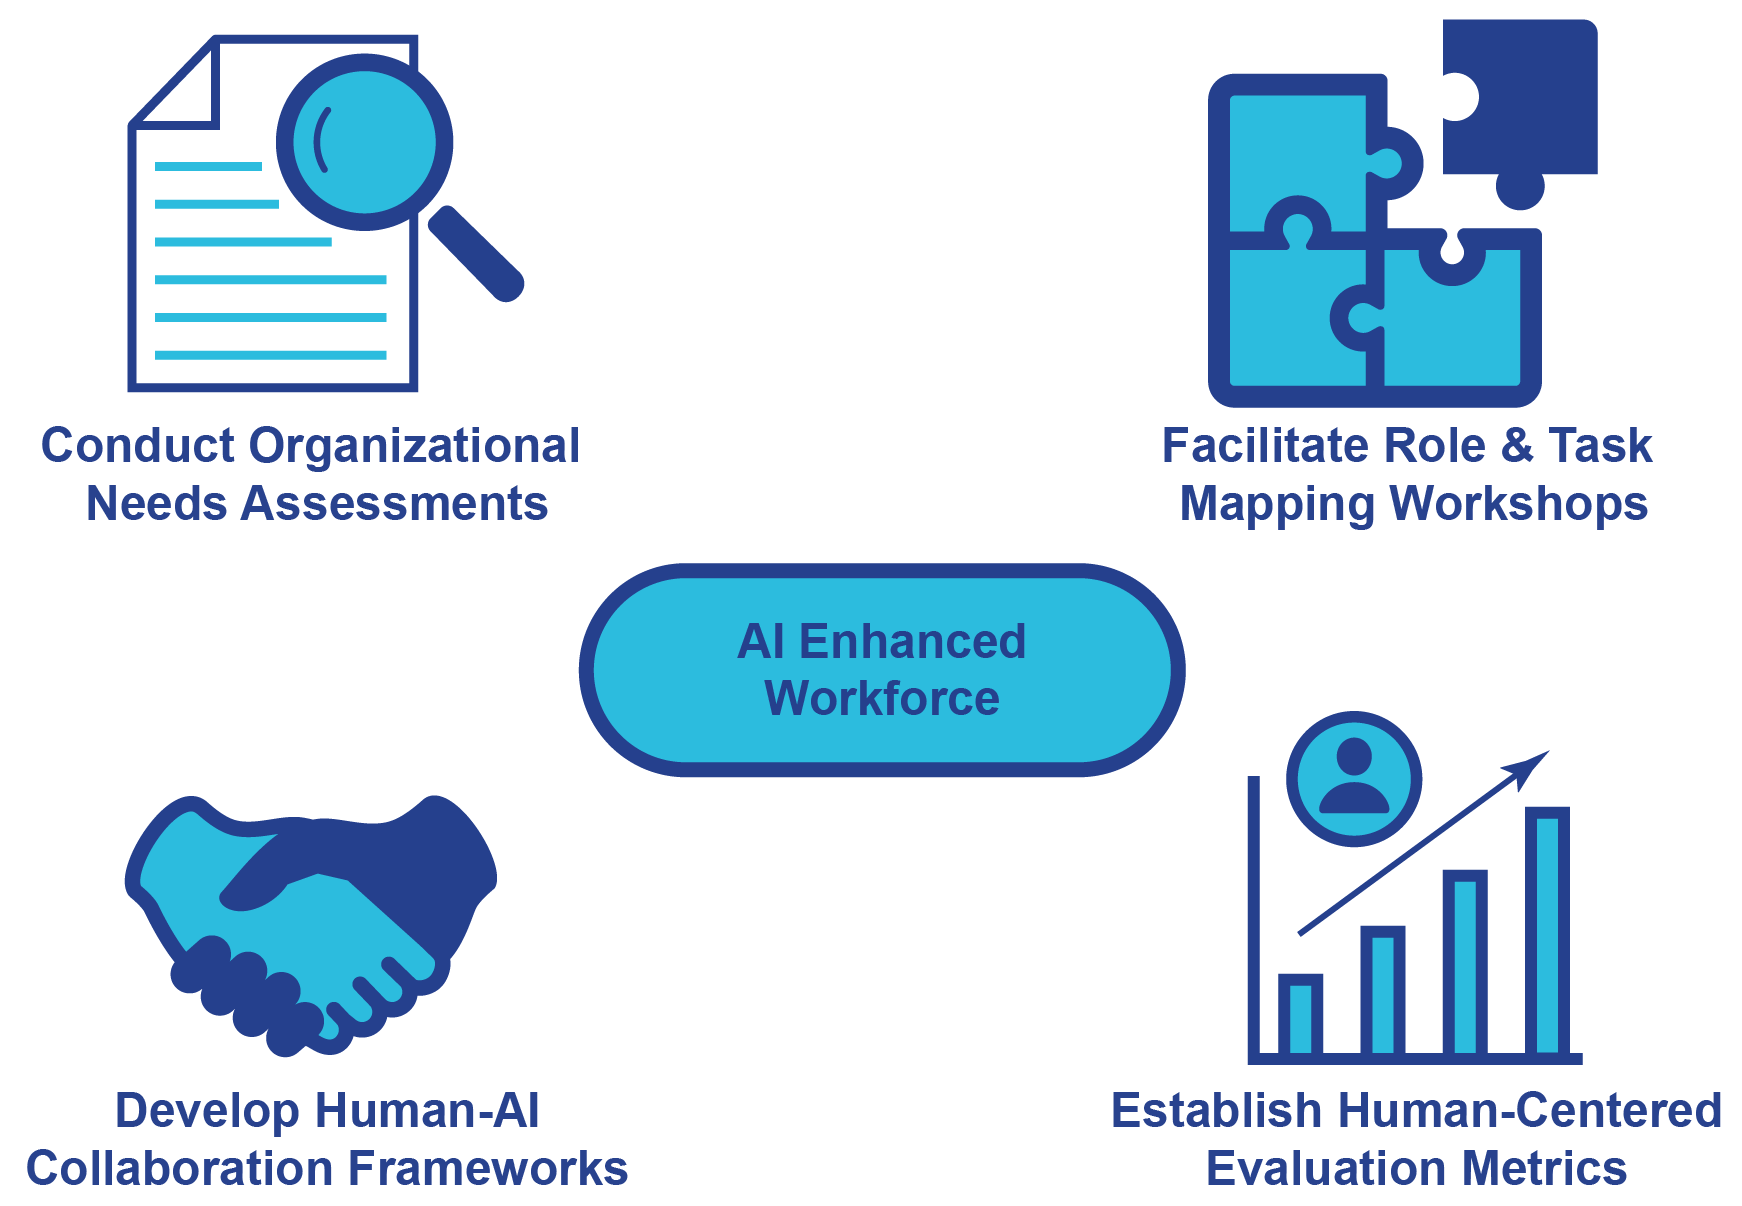 Conduct Organizational
Needs Assessments
Facilitate Role & Task
Mapping Workshops
AI Enhanced
Workforce
Develop Human-AI
Collaboration Frameworks
Establish Human-Centered
Evaluation Metrics